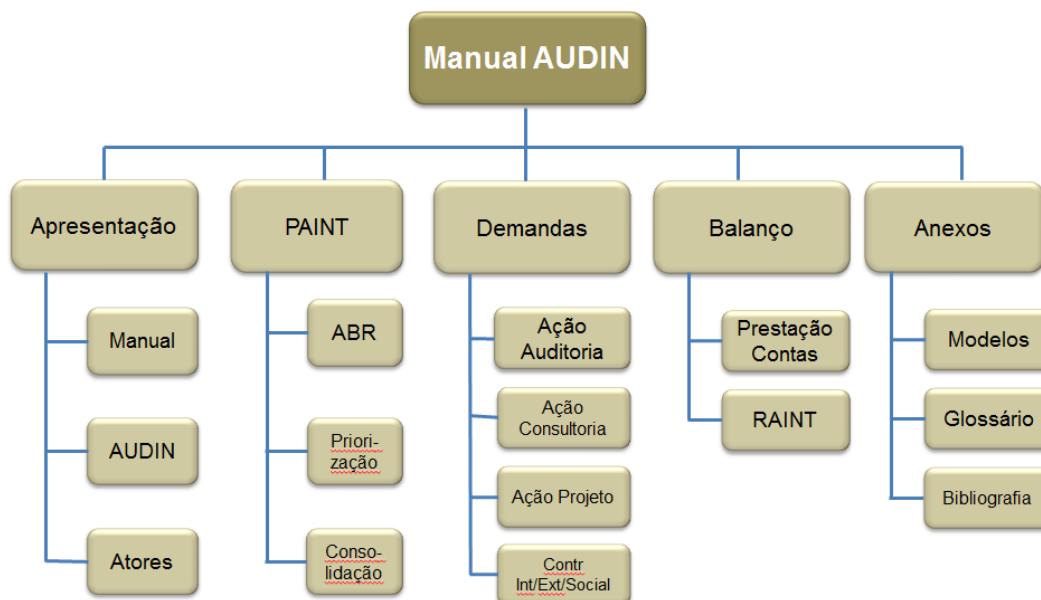 Manual AUDIN
Apresentação
PAINT
Demandas
Balanço
Anexos
Manual
AUDIN
Atores
ABR
Priori-
zação
Conso-
lidação
Ação
Auditoria
Ação
Consultoria
Ação Projeto
Contr
Int/Ext/Social
Prestação
Contas
RAINT
Modelos
Glossário
Bibliografia